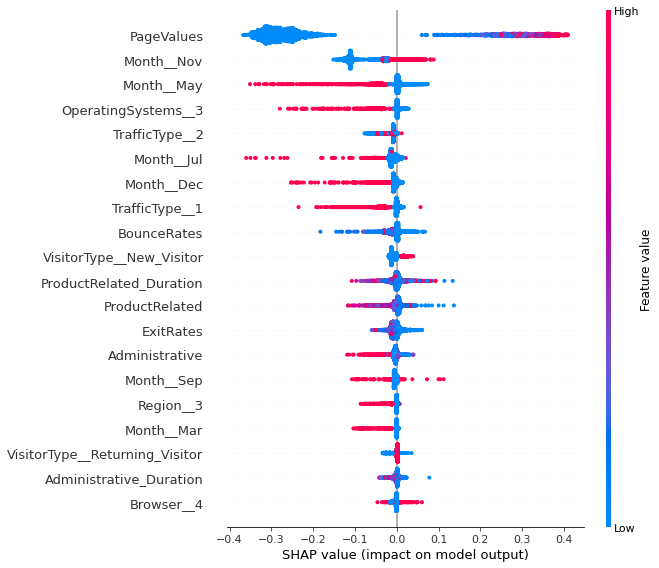 High
PageValues
Month__Nov
Month__May
OperatingSystems__3
TrafficType__2
Month__Jul
Month__Dec
TrafficType__1
BounceRates
VisitorType__New_Visitor
ProductRelated_Duration
ProductRelated
ExitRates
Administrative
Month__Sep
Region__3
Month__Mar
VisitorType__Returning_Visitor
Administrative_Duration
Browser__4
Feature value
Low
−0.4 −0.3 −0.2 −0.1 0.0 0.1 0.2 0.3 0.4
SHAP value (impact on model output)